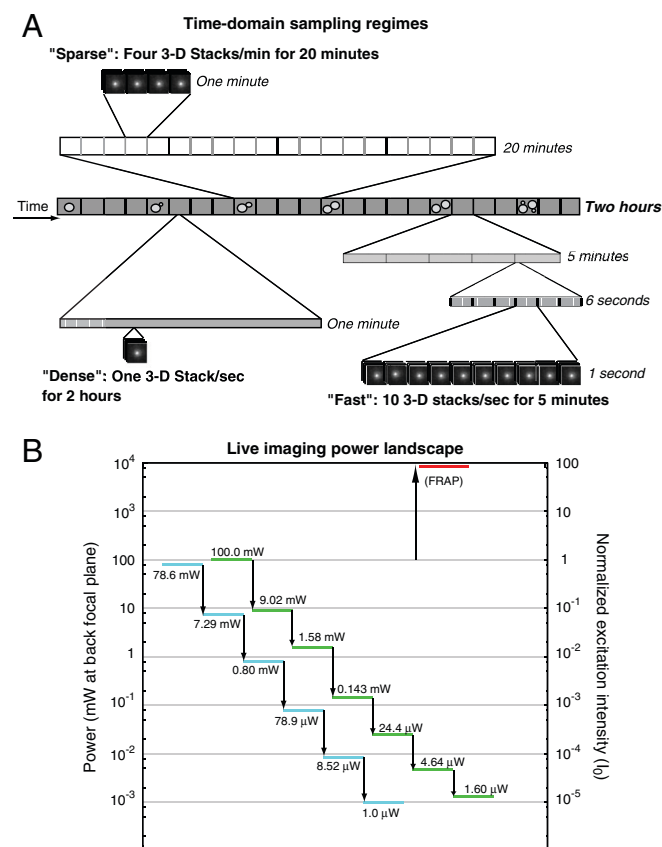 A
Time-domain sampling regimes
"Sparse": Four 3-D Stacks/min for 20 minutes
One minute
20 minutes
Time
Two hours
5 minutes
6 seconds
One minute
1 second
"Dense": One 3-D Stack/sec
for 2 hours
"Fast": 10 3-D stacks/sec for 5 minutes
B
Live imaging power landscape
Power (mW at back focal plane)
10⁴
10³
100
10
1
10⁻¹
10⁻²
10⁻³
(FRAP)
100.0 mW
78.6 mW
9.02 mW
7.29 mW
1.58 mW
0.80 mW
0.143 mW
78.9 µW
24.4 µW
8.52 µW
4.64 µW
1.60 µW
1.0 µW
100
10
1
10⁻¹
10⁻²
10⁻³
10⁻⁴
10⁻⁵
Normalized excitation intensity (I₀)